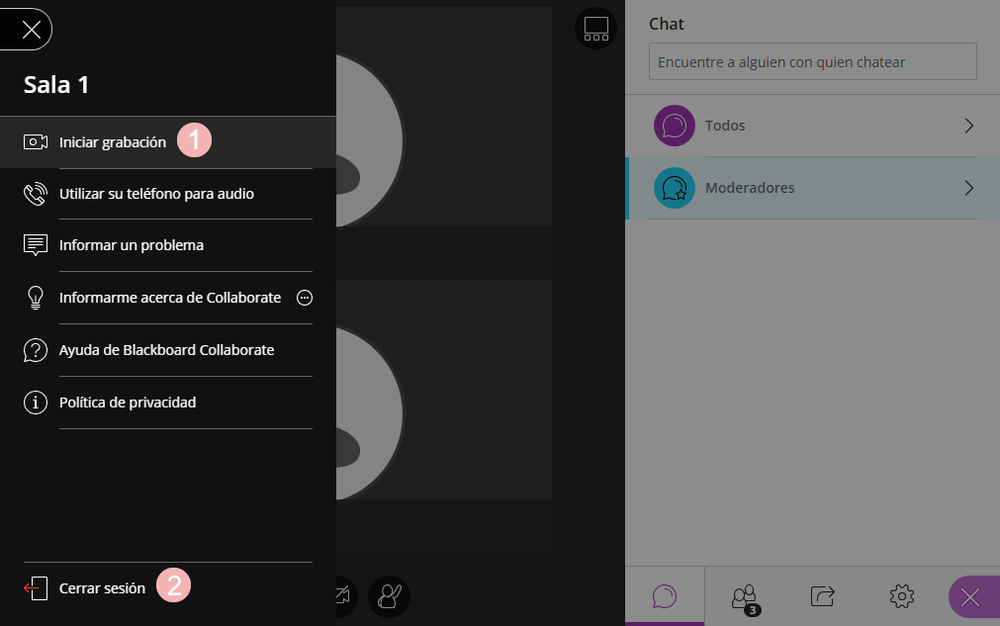 Sala 1
Iniciar grabación
1
Utilizar su teléfono para audio
Informar un problema
Informarme acerca de Collaborate
Ayuda de Blackboard Collaborate
Política de privacidad
Cerrar sesión
2
Chat
Encuentre a alguien con quien chatear
Todos
Moderadores
3